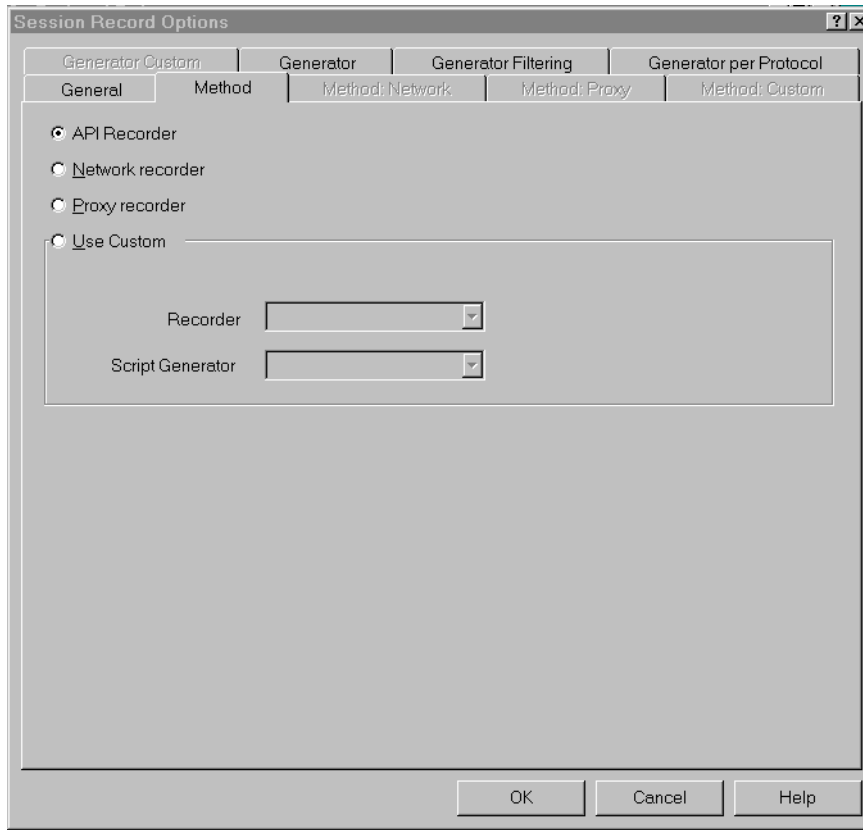 Session Record Options
Generator Custom Generator Generator Filtering Generator per Protocol
General Method Method: Network Method: Proxy Method: Custom
API Recorder
Network recorder
Proxy recorder
Use Custom
Recorder
Script Generator
OK Cancel Help